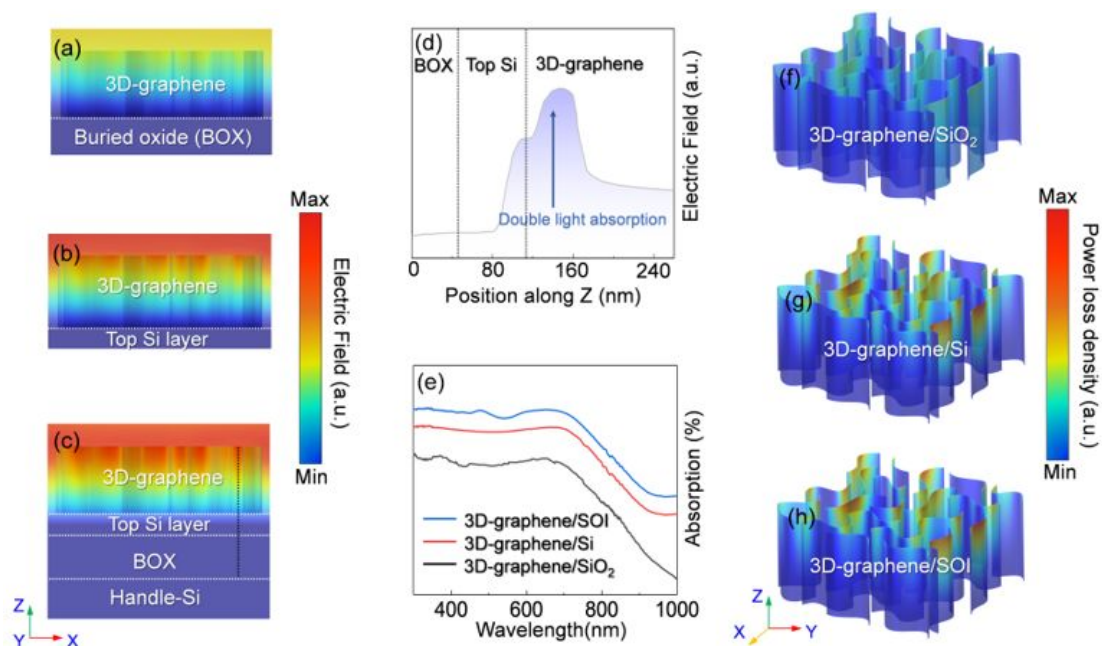 (a)
3D-graphene
Buried oxide (BOX)
(b)
3D-graphene
Top Si layer
(c)
3D-graphene
Top Si layer
BOX
Handle-Si
Z
Y
X
Max
Electric Field (a.u.)
Min
(d)
BOX
Top Si
3D-graphene
Double light absorption
Electric Field (a.u.)
0 80 160 240
Position along Z (nm)
(e)
3D-graphene/SOI
3D-graphene/Si
3D-graphene/SiO₂
Absorption (%)
400 600 800 1000
Wavelength(nm)
(f)
3D-graphene/SiO₂
(g)
3D-graphene/Si
(h)
3D-graphene/SOI
Max
Power loss density (a.u.)
Min
Z
X
Y